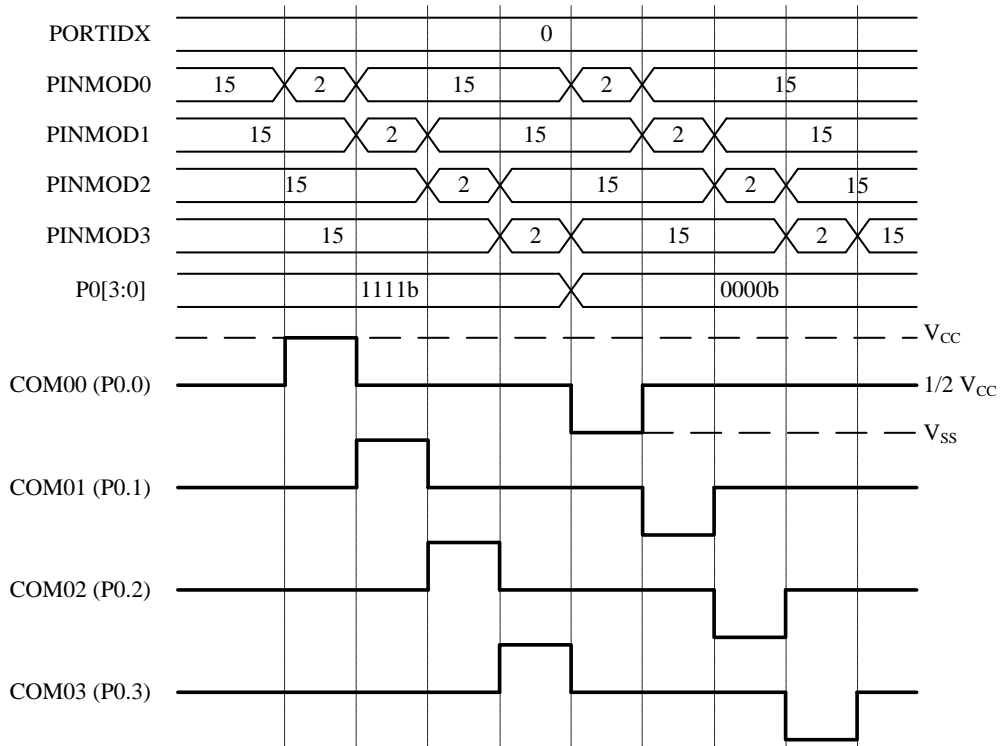 PORTIDX 0
PINMOD0 15 2 15 2 15
PINMOD1 15 2 15 2 15
PINMOD2 15 2 15 2 15
PINMOD3 15 2 15 2 15
P0[3:0] 1111b 0000b
VCC
COM00 (P0.0) 1/2 VCC
VSS
COM01 (P0.1)
COM02 (P0.2)
COM03 (P0.3)